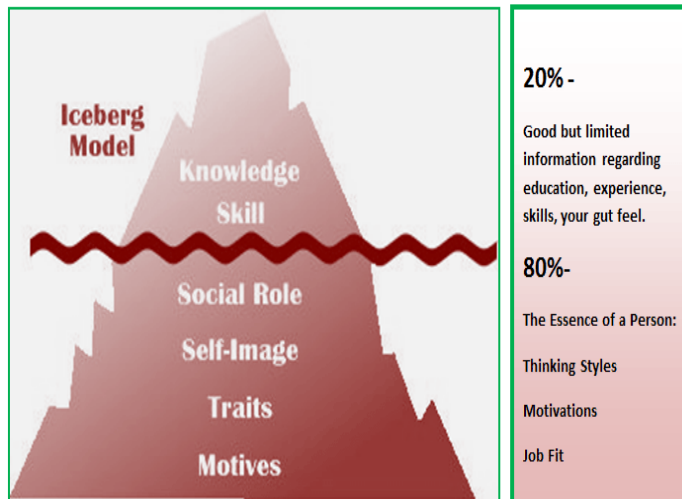 Iceberg
Model
Knowledge
Skill
Social Role
Self-Image
Traits
Motives
20% -
Good but limited
information regarding
education, experience,
skills, your gut feel.
80%-
The Essence of a Person:
Thinking Styles
Motivations
Job Fit